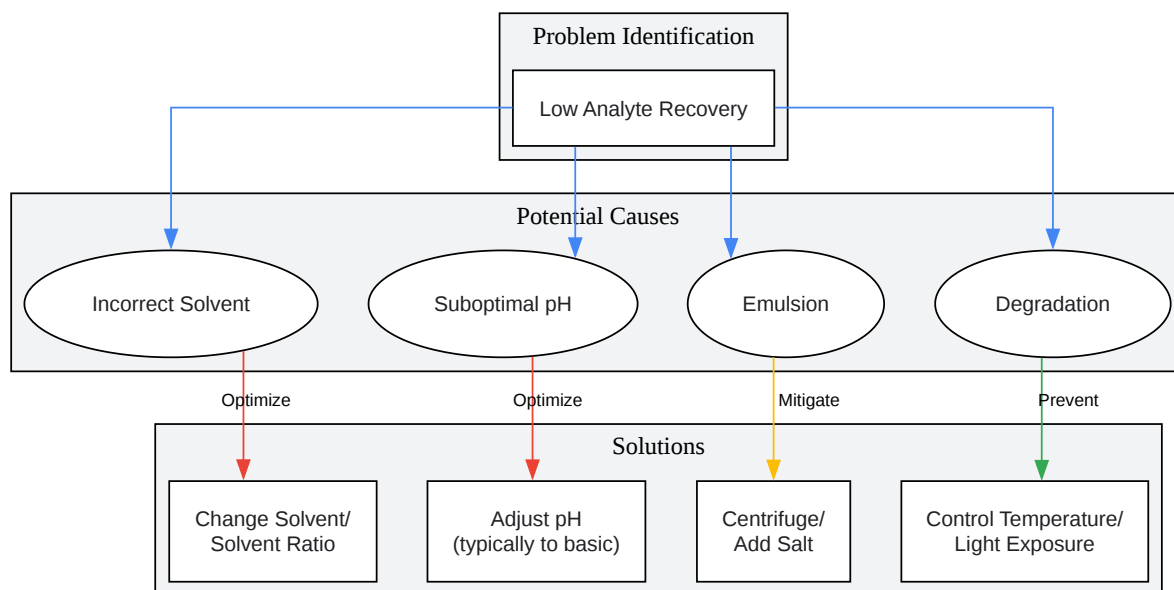 Problem Identification
Low Analyte Recovery
Potential Causes
Incorrect Solvent
Suboptimal pH
Emulsion
Degradation
Optimize
Optimize
Mitigate
Prevent
Solutions
Change Solvent/
Solvent Ratio
Adjust pH
(typically to basic)
Centrifuge/
Add Salt
Control Temperature/
Light Exposure